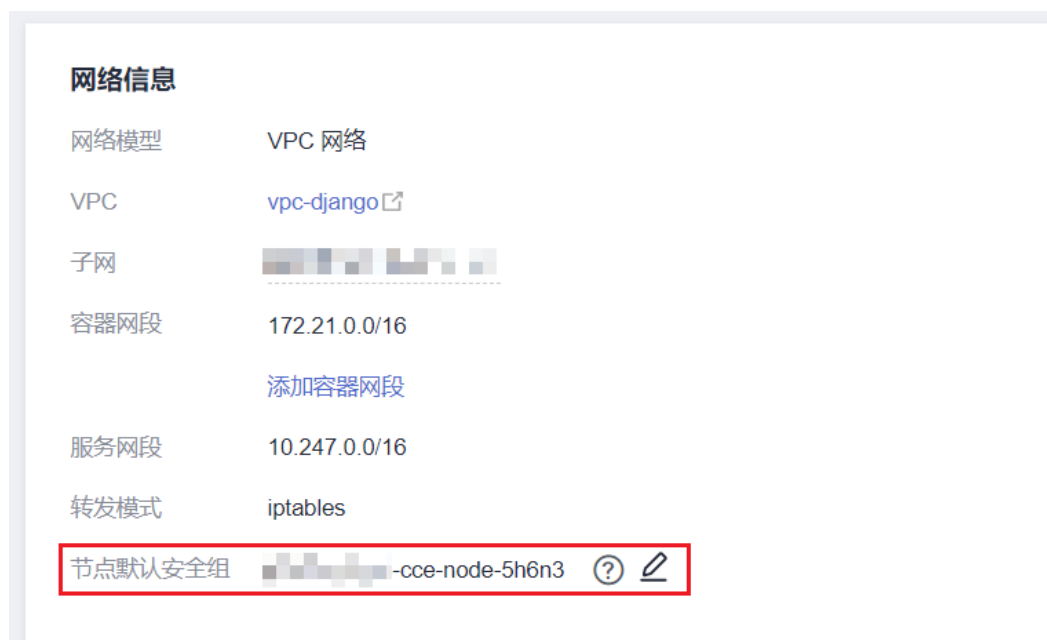 网络信息
网络模型 VPC 网络
VPC vpc-django
子网
容器网段 172.21.0.0/16
添加容器网段
服务网段 10.247.0.0/16
转发模式 iptables
节点默认安全组 -cce-node-5h6n3